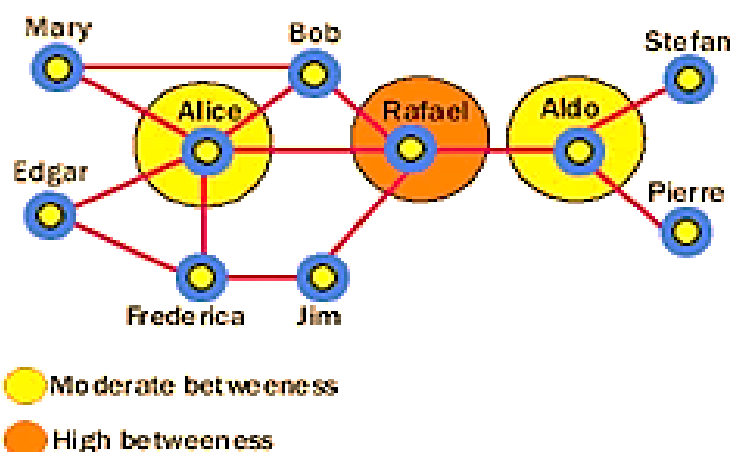 Mary
Bob
Stefan
Alice
Rafael
Aldo
Edgar
Pierre
Frederica
Jim
Moderate betweeness
High betweeness